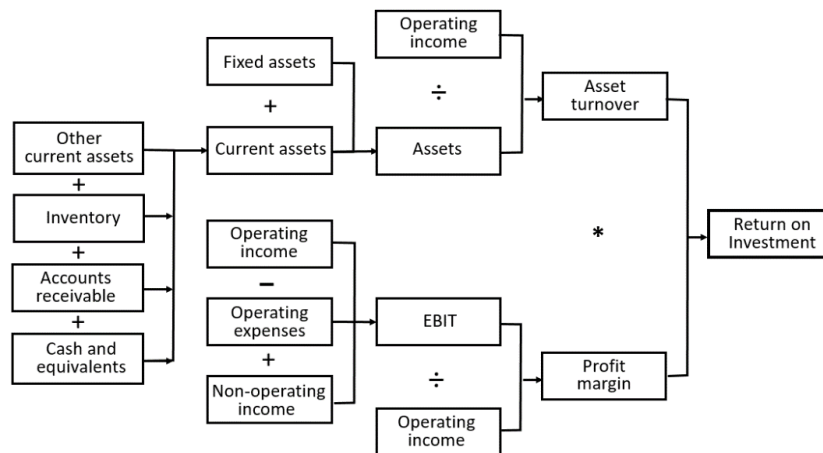 Operating
income
Fixed assets
÷
Asset
turnover
+
Other
current assets
Current assets
Assets
+
Inventory
Operating
income
*
Return on
Investment
+
Accounts
receivable
−
Operating
expenses
EBIT
+
Cash and
equivalents
+
Non-operating
income
÷
Profit
margin
Operating
income